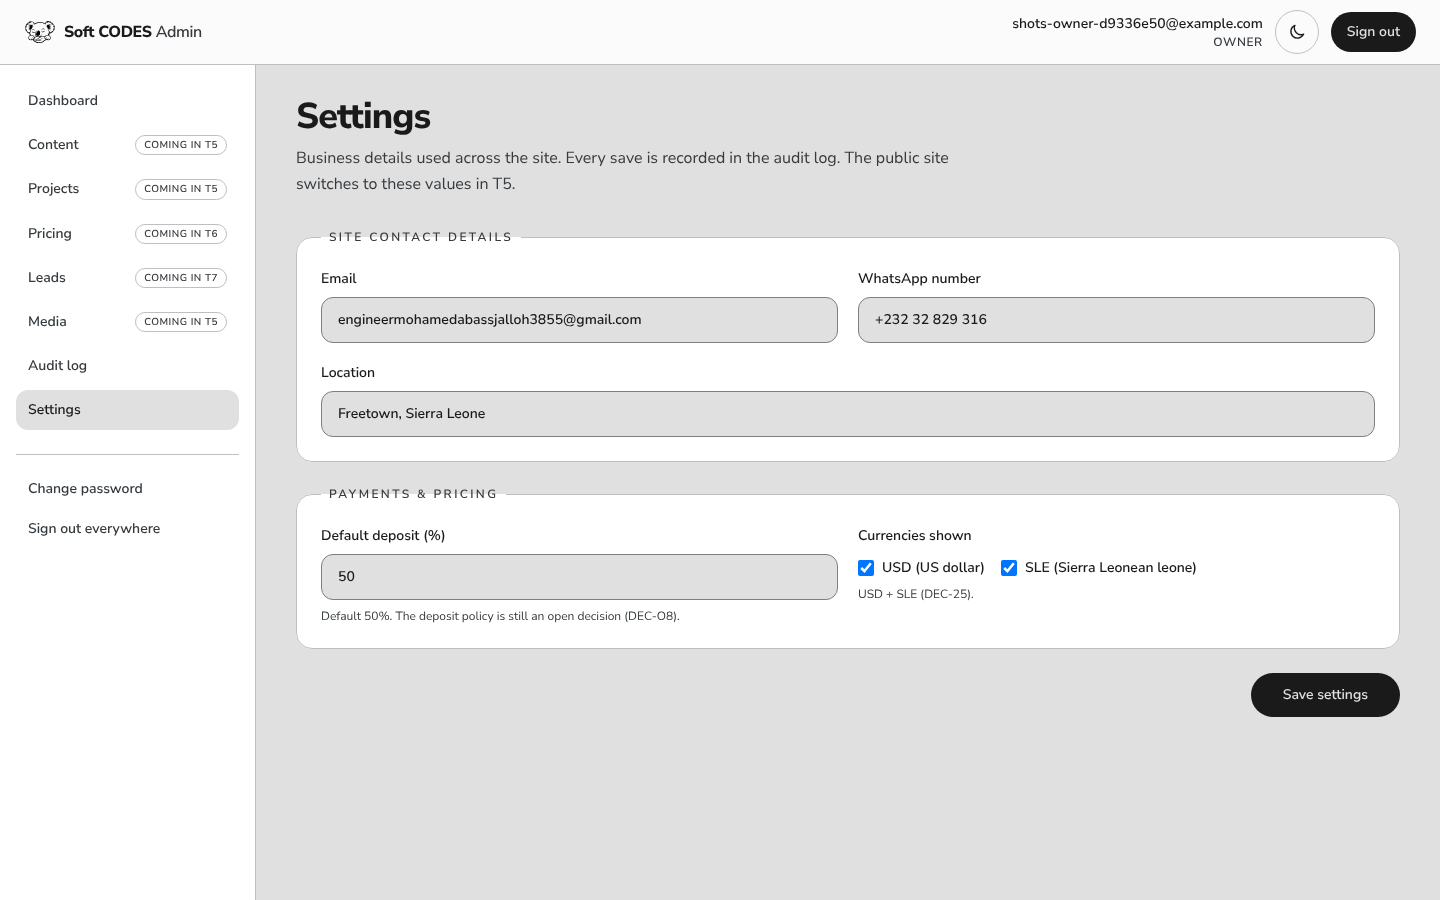 Soft CODES Admin
shots-owner-d9336e50@example.com
OWNER
Sign out
Dashboard
Content
COMING IN T5
Projects
COMING IN T5
Pricing
COMING IN T6
Leads
COMING IN T7
Media
COMING IN T5
Audit log
Settings
Change password
Sign out everywhere
Settings
Business details used across the site. Every save is recorded in the audit log. The public site
switches to these values in T5.
SITE CONTACT DETAILS
Email
WhatsApp number
engineermohamedabassjalloh3855@gmail.com
+232 32 829 316
Location
Freetown, Sierra Leone
PAYMENTS & PRICING
Default deposit (%)
Currencies shown
50
USD (US dollar)
SLE (Sierra Leonean leone)
USD + SLE (DEC-25).
Default 50%. The deposit policy is still an open decision (DEC-O8).
Save settings